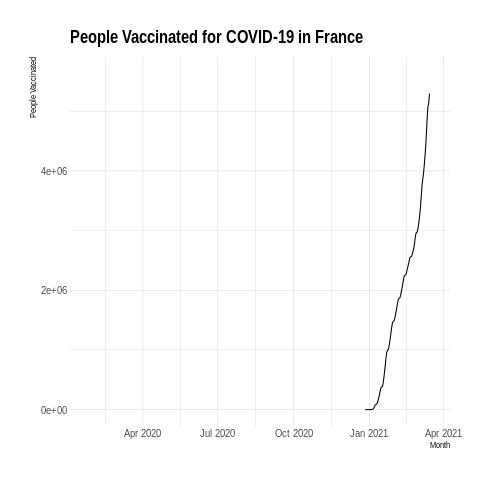 People Vaccinated for COVID-19 in France
People Vaccinated
4e+06
2e+06
0e+00
Apr 2020 Jul 2020 Oct 2020 Jan 2021 Apr 2021
Month